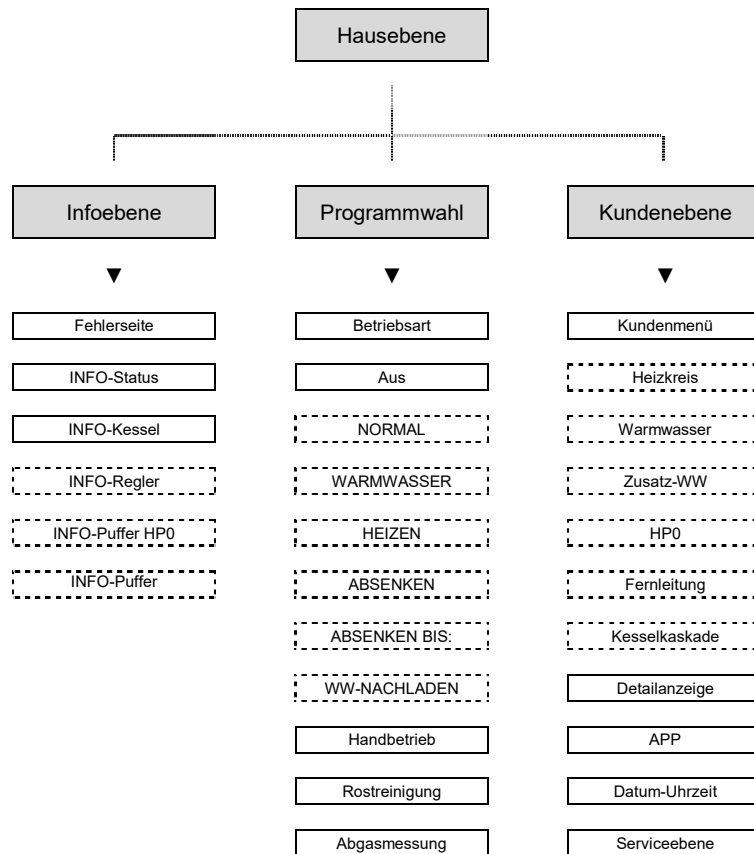 Hausebene
Infoebene
Programmwahl
Kundenebene
Fehlerseite
Betriebsart
Kundenmenü
INFO-Status
Aus
Heizkreis
INFO-Kessel
NORMAL
Warmwasser
INFO-Regler
WARMWASSER
Zusatz-WW
INFO-Puffer HP0
HEIZEN
HP0
INFO-Puffer
ABSENKEN
Fernleitung
ABSENKEN BIS:
Kesselkaskade
WW-NACHLADEN
Detailanzeige
Handbetrieb
APP
Rostreinigung
Datum-Uhrzeit
Abgasmessung
Serviceebene